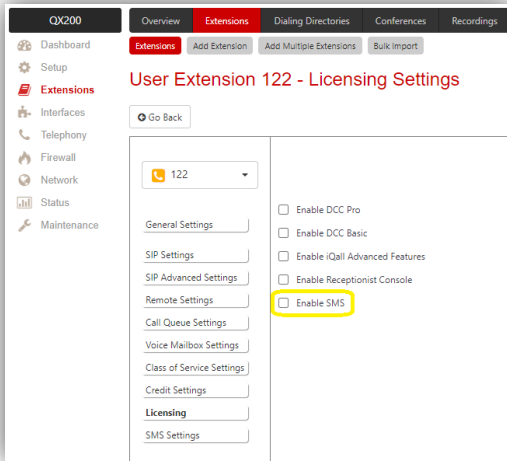 QX200
Overview Extensions Dialing Directories Conferences Recordings
Dashboard
Setup
Extensions
Interfaces
Telephony
Firewall
Network
Status
Maintenance
Extensions Add Extension Add Multiple Extensions Bulk Import
User Extension 122 - Licensing Settings
Go Back
122
General Settings
SIP Settings
SIP Advanced Settings
Remote Settings
Call Queue Settings
Voice Mailbox Settings
Class of Service Settings
Credit Settings
Licensing
SMS Settings
Enable DCC Pro
Enable DCC Basic
Enable iQall Advanced Features
Enable Receptionist Console
Enable SMS